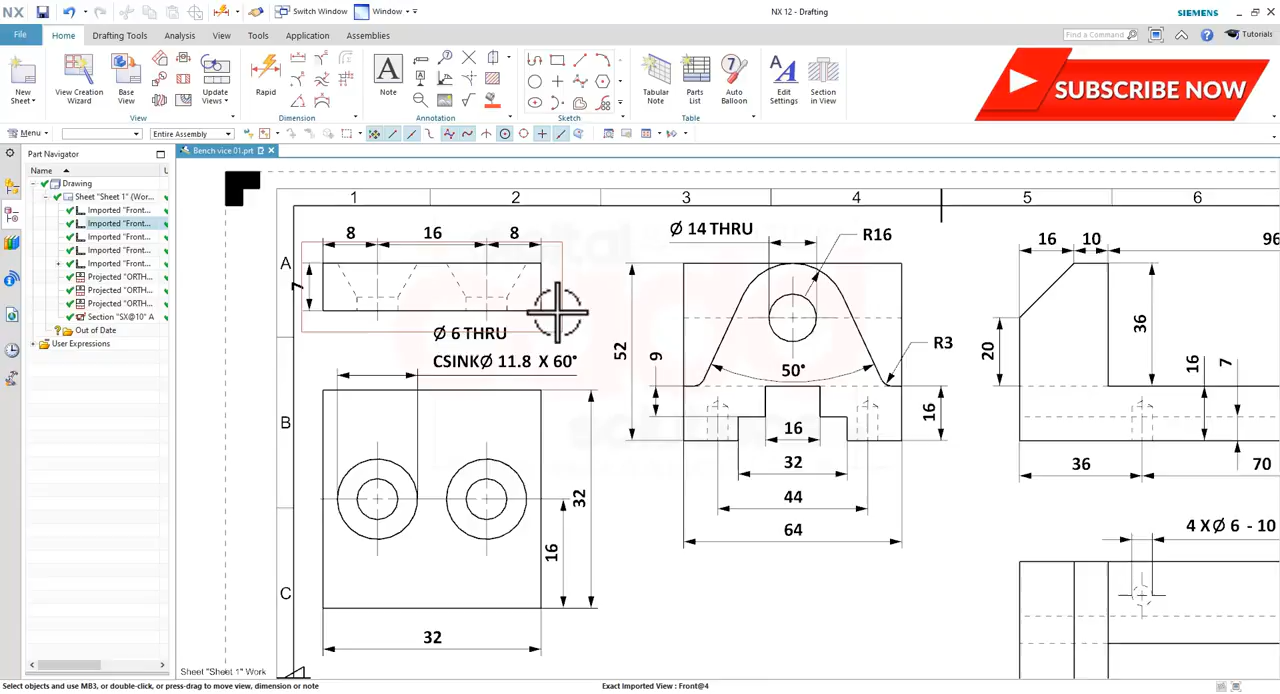 NX
Switch Window
Window
NX 12 - Drafting
SIEMENS
File
Home
Drafting Tools
Analysis
View
Tools
Application
Assemblies
Find a Command
Tutorials
New
Sheet
View Creation
Wizard
Base
View
Update
Views
View
Rapid
Dimension
A
Note
Annotation
Sketch
Tabular
Note
Parts
List
7
Auto
Balloon
Table
Edit
Settings
Section
in View
SUBSCRIBE NOW
Menu
Entire Assembly
Part Navigator
Name
Drawing
Sheet "Sheet 1" (Wor...
Imported "Front...
Imported "Front...
Imported "Front...
Imported "Front...
Imported "Front...
Projected "ORTH...
Projected "ORTH...
Projected "ORTH...
Section "SX@10" A
Out of Date
User Expressions
Bench vice 01.prt
1
2
3
4
5
6
A
B
C
8
16
8
7
Ø 6 THRU
CSINKØ 11.8 X 60°
32
16
32
Ø 14 THRU
R16
R3
52
9
50°
16
16
32
44
64
16
10
96
36
20
16
7
36
70
4 X Ø 6 - 10
Sheet "Sheet 1" Work
Select objects and use MB3, or double-click, or press-drag to move view, dimension or note
Exact Imported View : Front@4